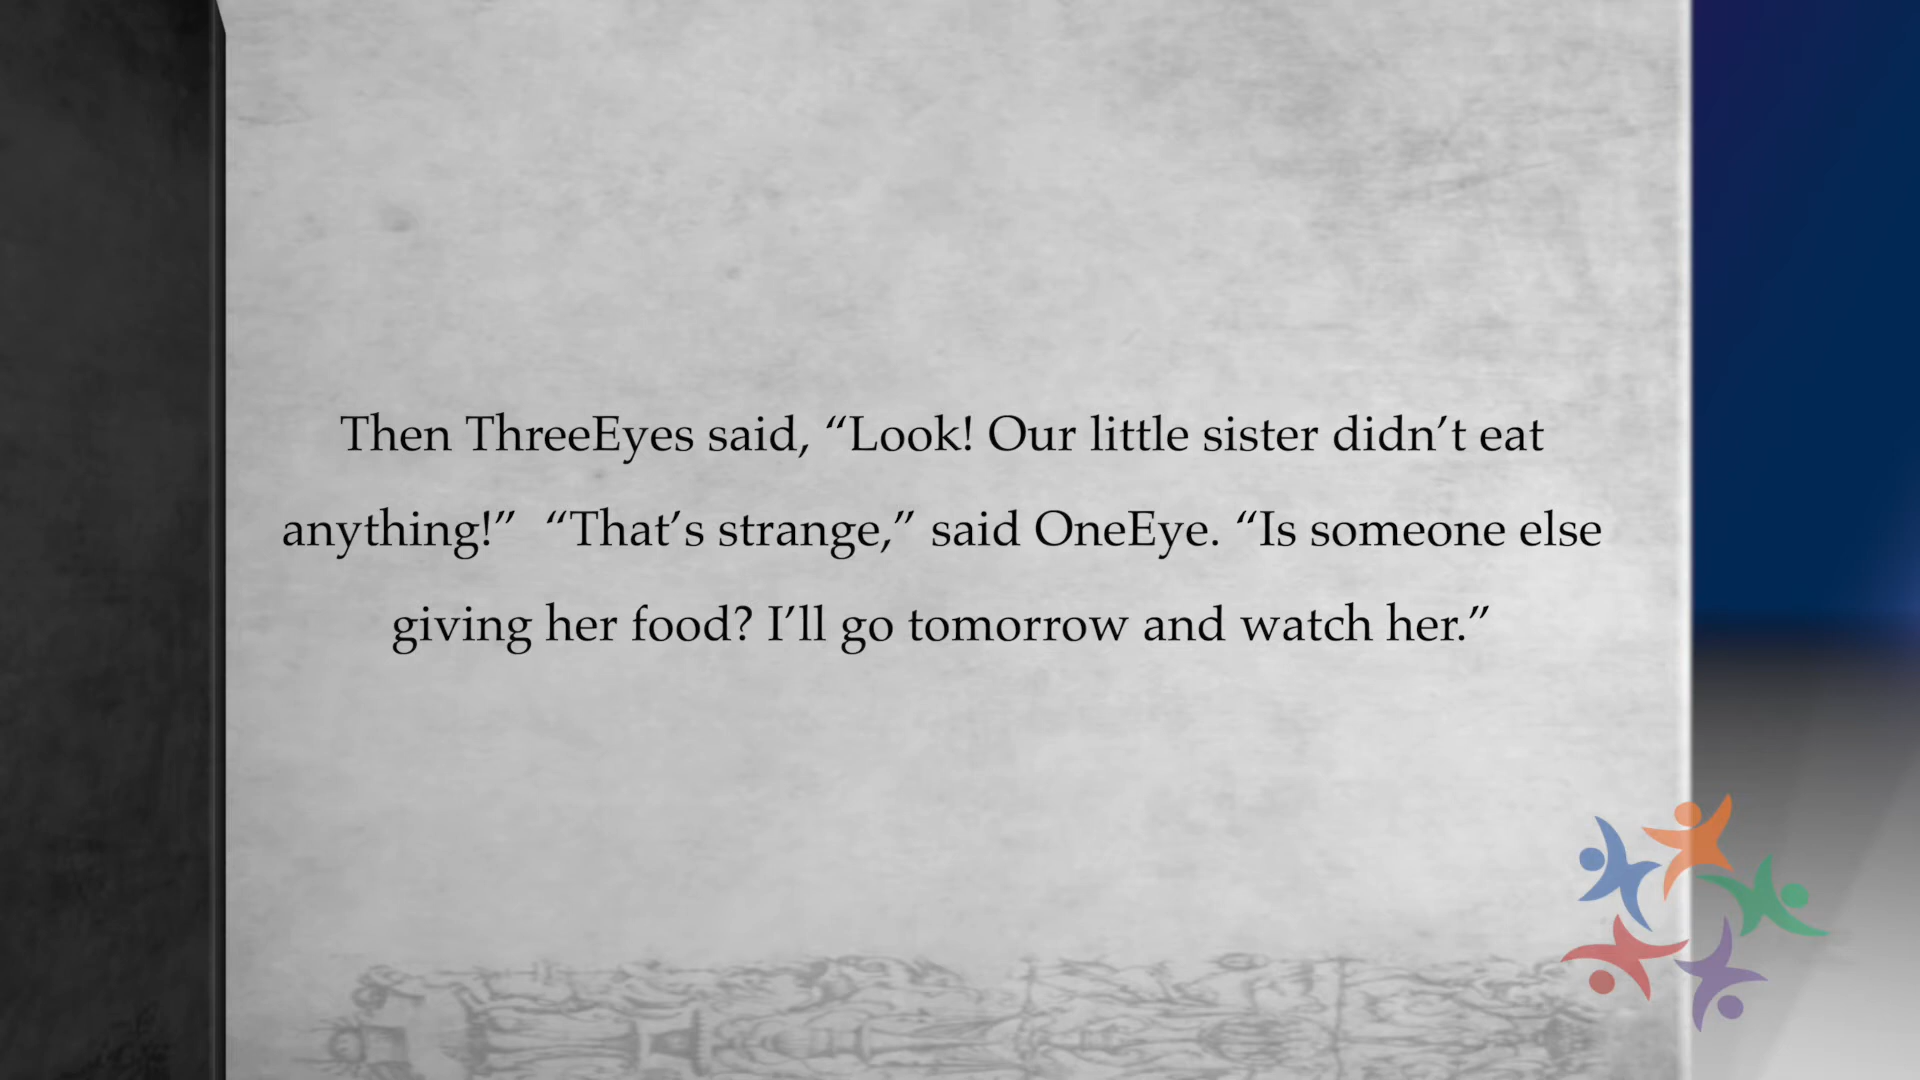 Then ThreeEyes said, “Look! Our little sister didn’t eat
anything!”  “That’s strange,” said OneEye. “Is someone else
giving her food? I’ll go tomorrow and watch her.”